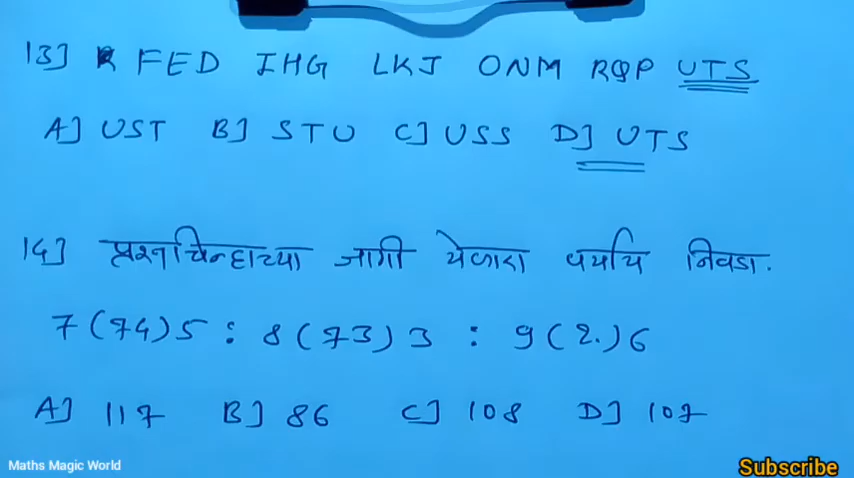 13] FED IHG LKJ ONM RQP UTS
A] UST B] STU C] USS D] UTS
14] प्रश्नचिन्हाच्या जागी येणारा पर्याय निवडा.
7(74)5 : 8(73)3 : 9(?.)6
A] 117 B] 86 C] 108 D] 107
Maths Magic World
Subscribe